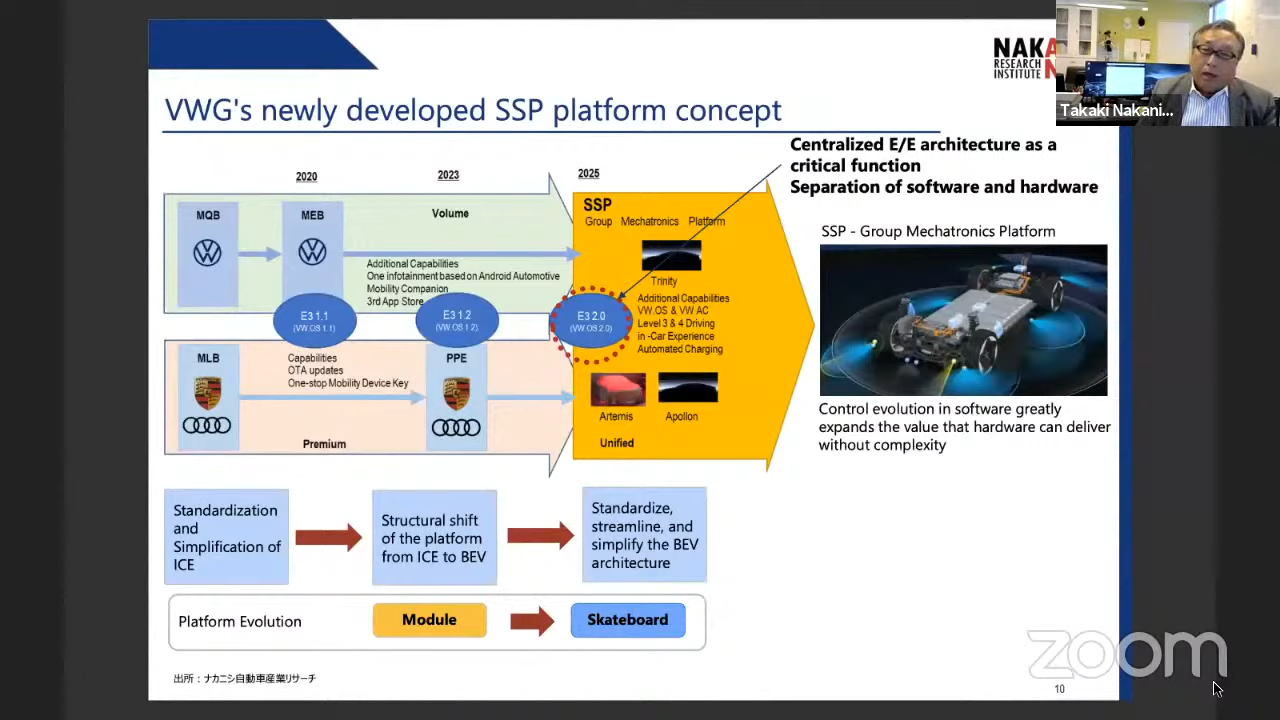 NAKA
RESEARCH
INSTITUTE N
Takaki Nakani...
VWG's newly developed SSP platform concept
Centralized E/E architecture as a
critical function
Separation of software and hardware
2020
2023
2025
MQB
MEB
Volume
Additional Capabilities
One infotainment based on Android Automotive
Mobility Companion
3rd App Store
SSP
Group Mechatronics Platform
Trinity
Additional Capabilities
VW.OS & VW AC
Level 3 & 4 Driving
in -Car Experience
Automated Charging
E3 1.1
(VW.OS 1.1)
E3 1.2
(VW.OS 1.2)
E3 2.0
(VW.OS 2.0)
MLB
Capabilities
OTA updates
One-stop Mobility Device Key
PPE
Premium
Artemis
Apollon
Unified
SSP - Group Mechatronics Platform
Control evolution in software greatly
expands the value that hardware can deliver
without complexity
Standardization
and
Simplification of
ICE
Structural shift
of the platform
from ICE to BEV
Standardize,
streamline, and
simplify the BEV
architecture
Platform Evolution
Module
Skateboard
出所：ナカニシ自動車産業リサーチ
zoom
10